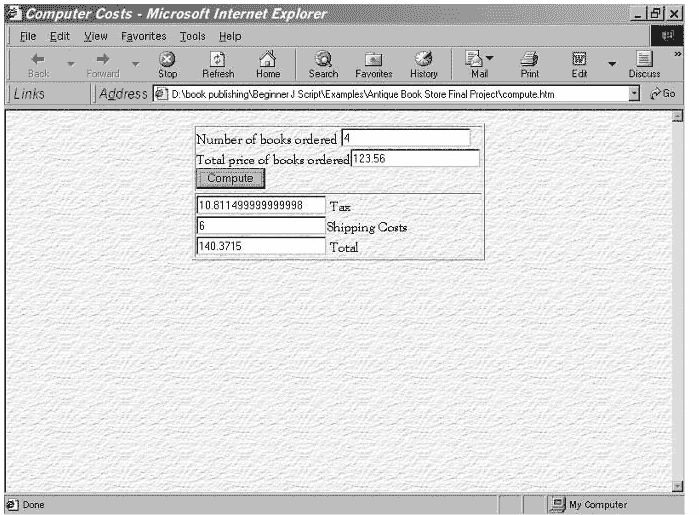 Computer Costs - Microsoft Internet Explorer
File Edit View Favorites Tools Help
Back Forward Stop Refresh Home Search Favorites History Mail Print Edit Discuss »
Links Address D:\book publishing\Beginner J Script\Examples\Antique Book Store Final Project\compute.htm Go
Number of books ordered 4
Total price of books ordered 123.56
Compute
10.811499999999998 Tax
6 Shipping Costs
140.3715 Total
Done My Computer